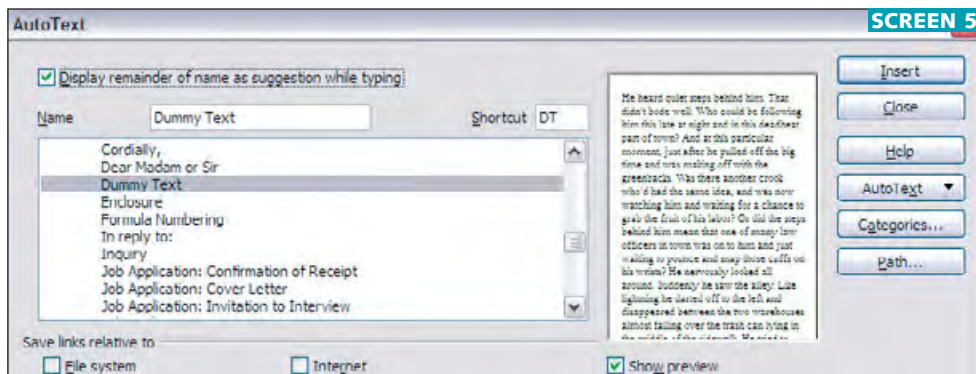 AutoText
SCREEN 5
Display remainder of name as suggestion while typing
Name Dummy Text Shortcut DT
Cordially,
Dear Madam or Sir
Dummy Text
Enclosure
Formula Numbering
In reply to:
Inquiry
Job Application: Confirmation of Receipt
Job Application: Cover Letter
Job Application: Invitation to Interview
Save links relative to
File system
Internet
He heard quiet steps behind him. That
didn't bode well. Who could be following
him this late at night and in this deadbeat
part of town? And at this particular
moment, just after he pulled off the big
time and was making off with the
greenbacks. Was there another crook
who'd had the same idea, and was now
watching him and waiting for a chance to
grab the fruit of his labor? Or did the steps
behind him mean that one of many law
officers in town was on to him and just
waiting to pounce and snap those cuffs on
his wrists? He nervously looked all
around. Suddenly he saw the alley. Like
lightning he darted off to the left and
disappeared between the two warehouses
almost falling over the trash can lying in
the middle of the sidewalk. He tried to
Show preview
Insert
Close
Help
AutoText
Categories...
Path...